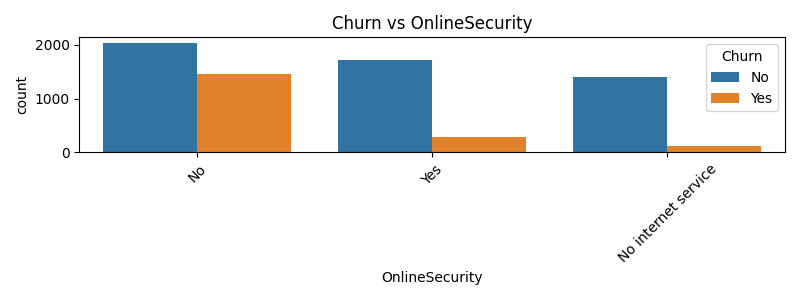 Churn vs OnlineSecurity
count
2000
1000
0
Churn
No
Yes
No
Yes
No internet service
OnlineSecurity